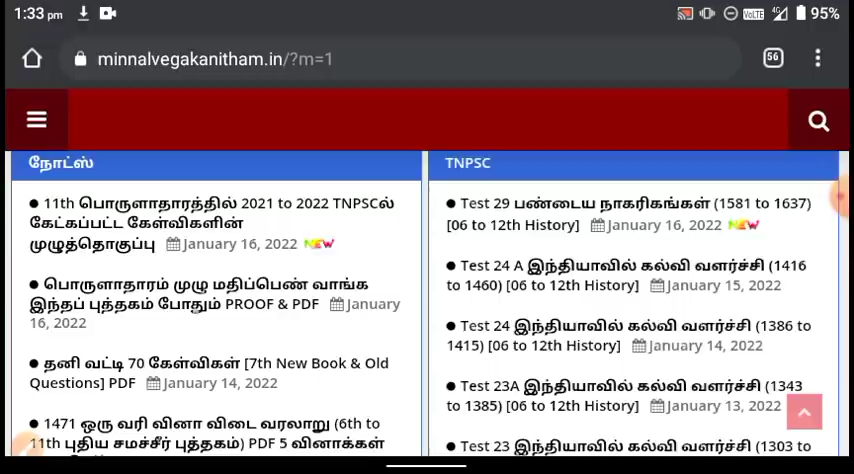 1:33 pm
VoLTE 4G 95%
minnalvegakanitham.in/?m=1
56
நோட்ஸ்
● 11th பொருளாதாரத்தில் 2021 to 2022 TNPSCல்
கேட்கப்பட்ட கேள்விகளின்
முழுத்தொகுப்பு January 16, 2022 NEW
● பொருளாதாரம் முழு மதிப்பெண் வாங்க
இந்தப் புத்தகம் போதும் PROOF & PDF January
16, 2022
● தனி வட்டி 70 கேள்விகள் [7th New Book & Old
Questions] PDF January 14, 2022
● 1471 ஒரு வரி வினா விடை வரலாறு (6th to
11th புதிய சமச்சீர் புத்தகம்) PDF 5 வினாக்கள்
TNPSC
● Test 29 பண்டைய நாகரிகங்கள் (1581 to 1637)
[06 to 12th History] January 16, 2022 NEW
● Test 24 A இந்தியாவில் கல்வி வளர்ச்சி (1416
to 1460) [06 to 12th History] January 15, 2022
● Test 24 இந்தியாவில் கல்வி வளர்ச்சி (1386 to
1415) [06 to 12th History] January 14, 2022
● Test 23A இந்தியாவில் கல்வி வளர்ச்சி (1343
to 1385) [06 to 12th History] January 13, 2022
● Test 23 இந்தியாவில் கல்வி வளர்ச்சி (1303 to